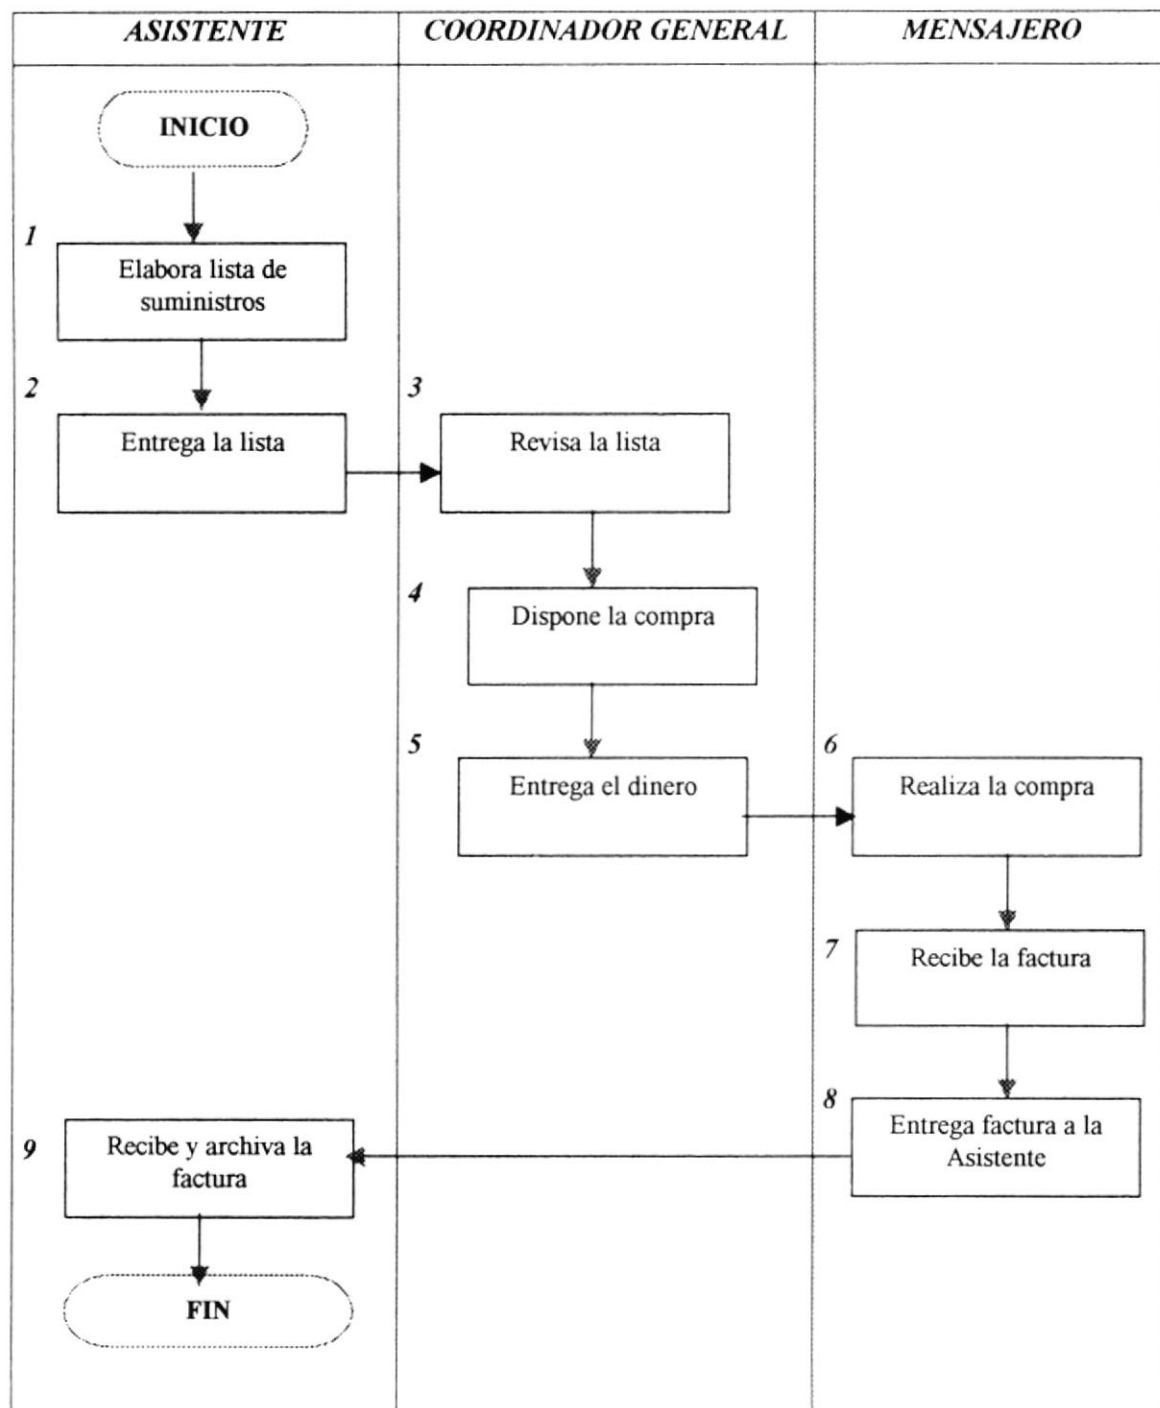 ASISTENTE
COORDINADOR GENERAL
MENSAJERO
INICIO
1
Elabora lista de
suministros
2
Entrega la lista
3
Revisa la lista
4
Dispone la compra
5
Entrega el dinero
6
Realiza la compra
7
Recibe la factura
8
Entrega factura a la
Asistente
9
Recibe y archiva la
factura
FIN